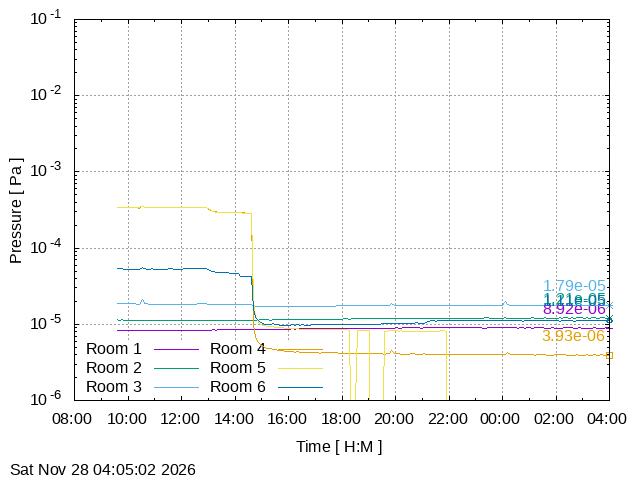 10^-1
10^-2
10^-3
10^-4
10^-5
10^-6
Pressure [ Pa ]
1.79e-05
1.11e-05
8.92e-06
3.93e-06
Room 1 Room 4
Room 2 Room 5
Room 3 Room 6
08:00 10:00 12:00 14:00 16:00 18:00 20:00 22:00 00:00 02:00 04:00
Time [ H:M ]
Sat Nov 28 04:05:02 2026